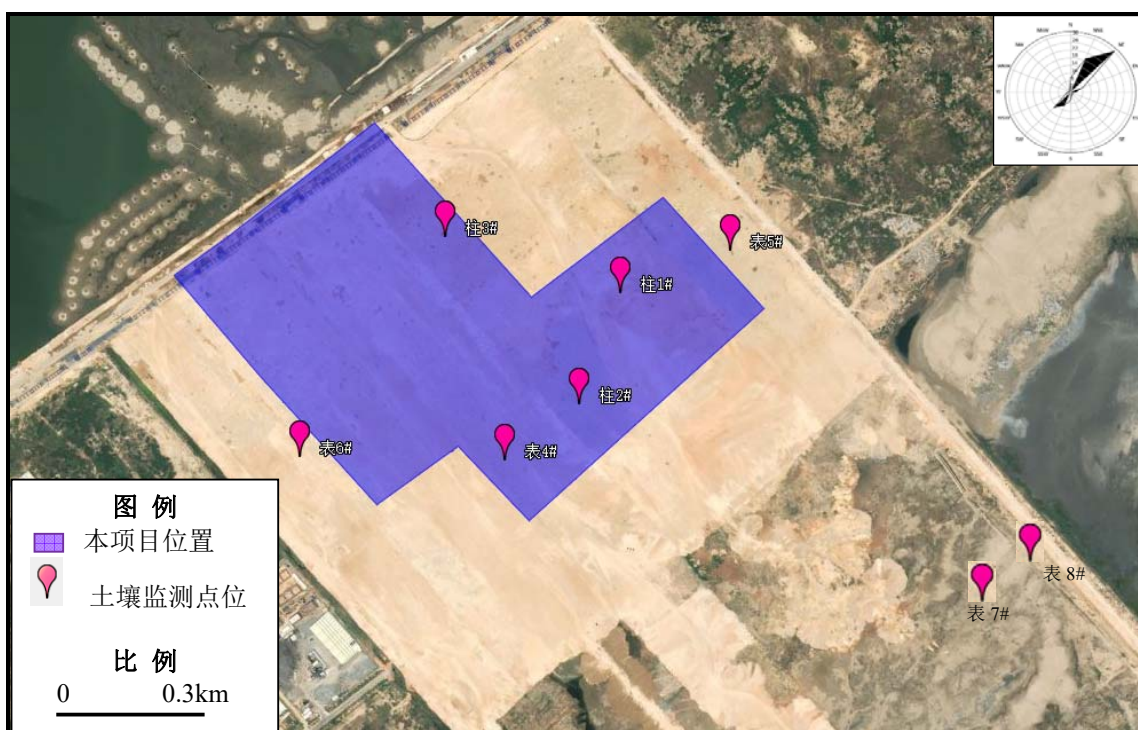 N
柱3#
表5#
柱1#
柱2#
表6#
表4#
图 例
本项目位置
土壤监测点位
表 8#
表 7#
比 例
0 0.3km